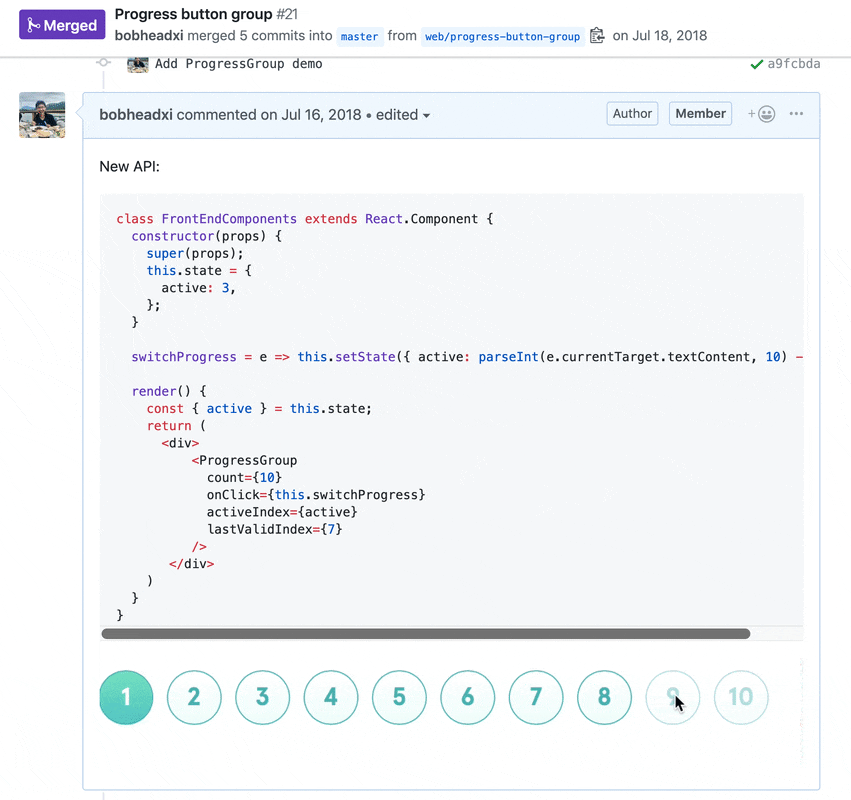 Merged
Progress button group #21
bobheadxi merged 5 commits into master from web/progress-button-group on Jul 18, 2018
Add ProgressGroup demo a9fcbda
bobheadxi commented on Jul 16, 2018 • edited Author Member
New API:
class FrontEndComponents extends React.Component {
constructor(props) {
super(props);
this.state = {
active: 3,
};
}
switchProgress = e => this.setState({ active: parseInt(e.currentTarget.textContent, 10) –
render() {
const { active } = this.state;
return (
<div>
<ProgressGroup
count={10}
onClick={this.switchProgress}
activeIndex={active}
lastValidIndex={7}
/>
</div>
)
}
}
1 2 3 4 5 6 7 8 9 10